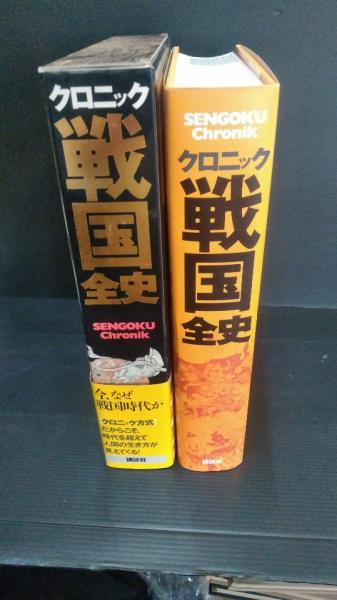 クロニック
戦国全史
SENGOKU
Chronik
今、なぜ
戦国時代か
クロニック方式
だからこそ、
時代を超えて
人間の生き方が
見えてくる!
講談社
SENGOKU
Chronik
クロニック
戦国全史
講談社